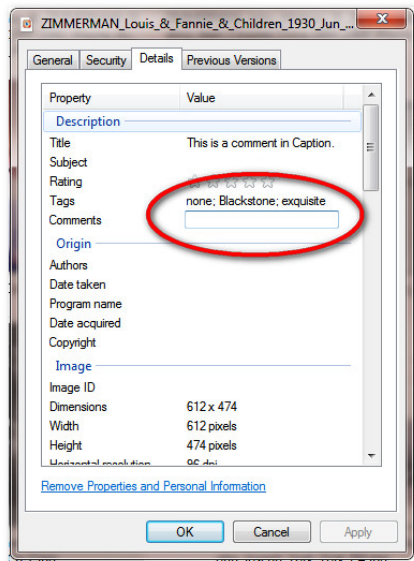 ZIMMERMAN_Louis_&_Fannie_&_Children_1930_Jun_...
General Security Details Previous Versions
Property Value
Description
Title This is a comment in Caption.
Subject
Rating
Tags none; Blackstone; exquisite
Comments
Origin
Authors
Date taken
Program name
Date acquired
Copyright
Image
Image ID
Dimensions 612 x 474
Width 612 pixels
Height 474 pixels
Horizontal resolution 96 dpi
Remove Properties and Personal Information
OK Cancel Apply